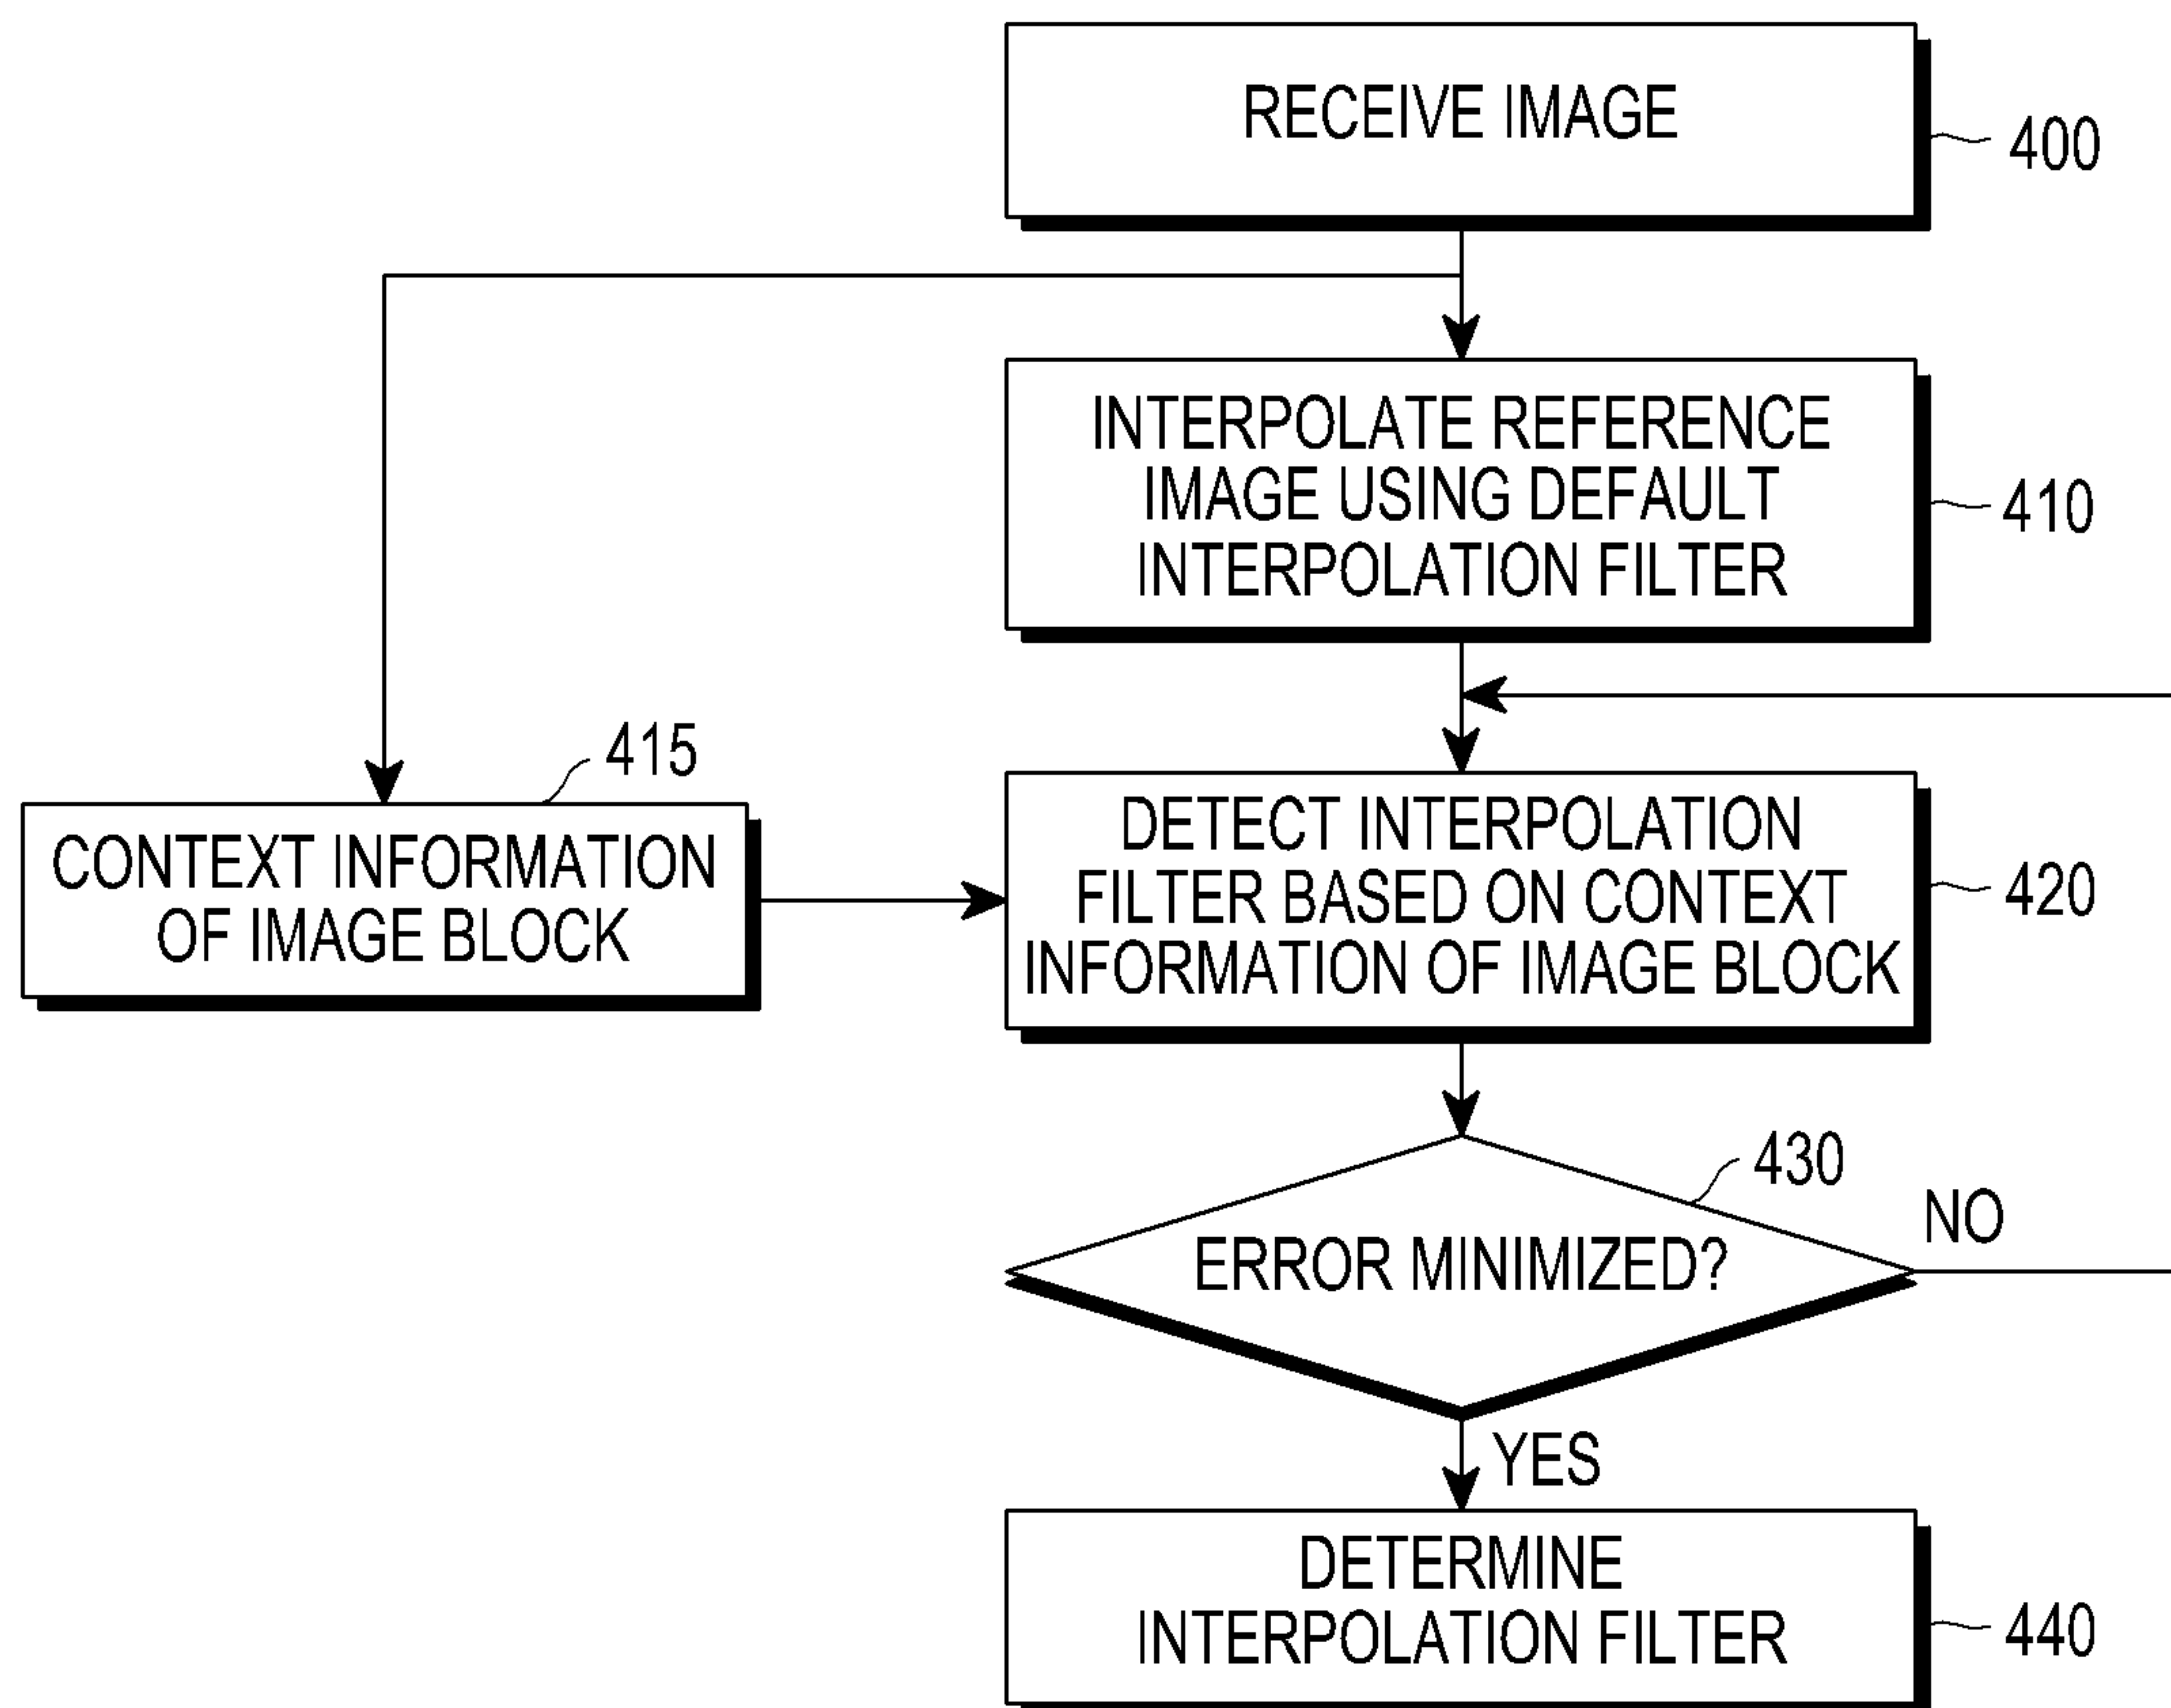 RECEIVE IMAGE
400
INTERPOLATE REFERENCE
IMAGE USING DEFAULT
INTERPOLATION FILTER
410
415
CONTEXT INFORMATION
OF IMAGE BLOCK
DETECT INTERPOLATION
FILTER BASED ON CONTEXT
INFORMATION OF IMAGE BLOCK
420
430
NO
ERROR MINIMIZED?
YES
DETERMINE
INTERPOLATION FILTER
440